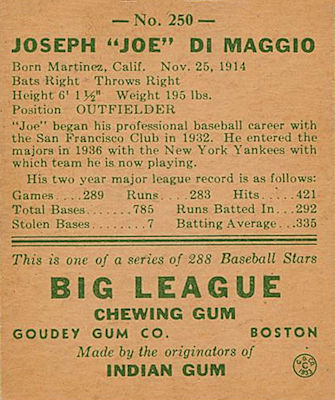 — No. 250 —
JOSEPH "JOE" DI MAGGIO
Born Martinez, Calif. Nov. 25, 1914
Bats Right Throws Right
Height 6' 1 ½" Weight 195 lbs.
Position OUTFIELDER
"Joe" began his professional baseball career with
the San Francisco Club in 1932. He entered the
majors in 1936 with the New York Yankees with
which team he is now playing.
His two year major league record is as follows:
Games....289 Runs....283 Hits....421
Total Bases.....785 Runs Batted In...292
Stolen Bases.....7 Batting Average...335
This is one of a series of 288 Baseball Stars
BIG LEAGUE
CHEWING GUM
GOUDEY GUM CO. BOSTON
Made by the originators of
INDIAN GUM